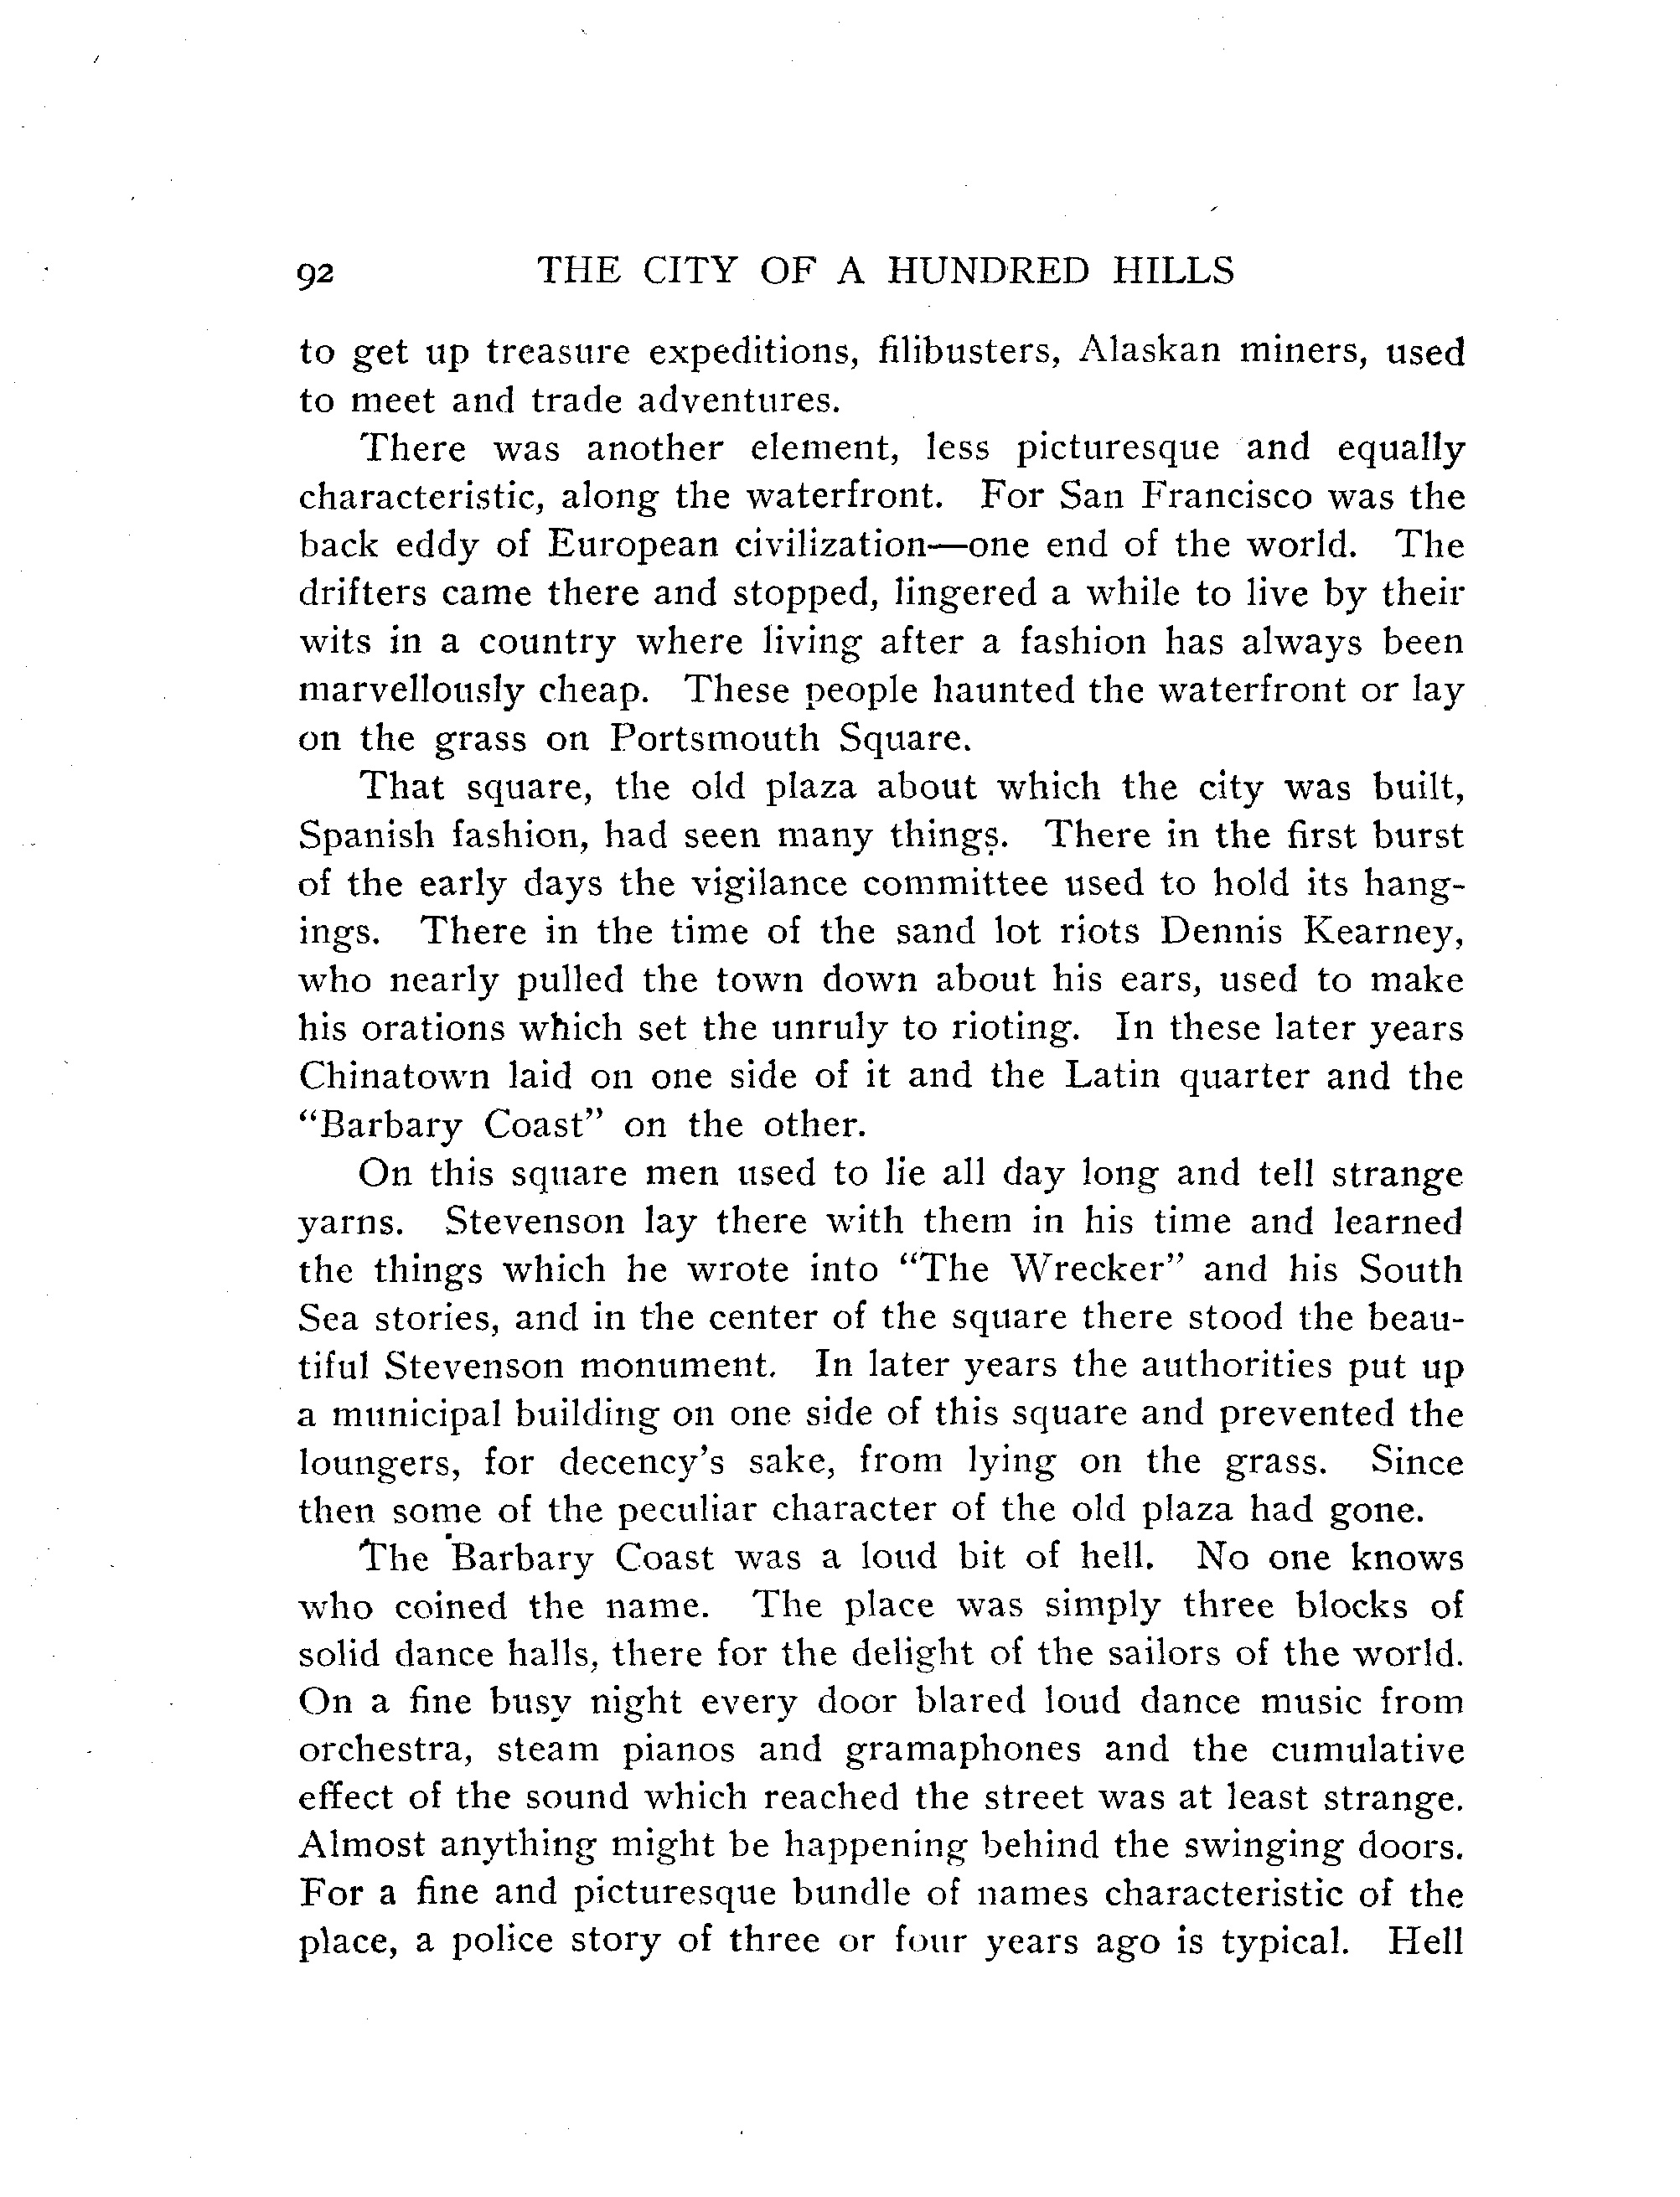 92 THE CITY OF A HUNDRED HILLS
to get up treasure expeditions, filibusters, Alaskan miners, used
to meet and trade adventures.
There was another element, less picturesque and equally
characteristic, along the waterfront. For San Francisco was the
back eddy of European civilization—one end of the world. The
drifters came there and stopped, lingered a while to live by their
wits in a country where living after a fashion has always been
marvellously cheap. These people haunted the waterfront or lay
on the grass on Portsmouth Square.
That square, the old plaza about which the city was built,
Spanish fashion, had seen many things. There in the first burst
of the early days the vigilance committee used to hold its hang-
ings. There in the time of the sand lot riots Dennis Kearney,
who nearly pulled the town down about his ears, used to make
his orations which set the unruly to rioting. In these later years
Chinatown laid on one side of it and the Latin quarter and the
“Barbary Coast” on the other.
On this square men used to lie all day long and tell strange
yarns. Stevenson lay there with them in his time and learned
the things which he wrote into “The Wrecker” and his South
Sea stories, and in the center of the square there stood the beau-
tiful Stevenson monument. In later years the authorities put up
a municipal building on one side of this square and prevented the
loungers, for decency’s sake, from lying on the grass. Since
then some of the peculiar character of the old plaza had gone.
The Barbary Coast was a loud bit of hell. No one knows
who coined the name. The place was simply three blocks of
solid dance halls, there for the delight of the sailors of the world.
On a fine busy night every door blared loud dance music from
orchestra, steam pianos and gramaphones and the cumulative
effect of the sound which reached the street was at least strange.
Almost anything might be happening behind the swinging doors.
For a fine and picturesque bundle of names characteristic of the
place, a police story of three or four years ago is typical. Hell